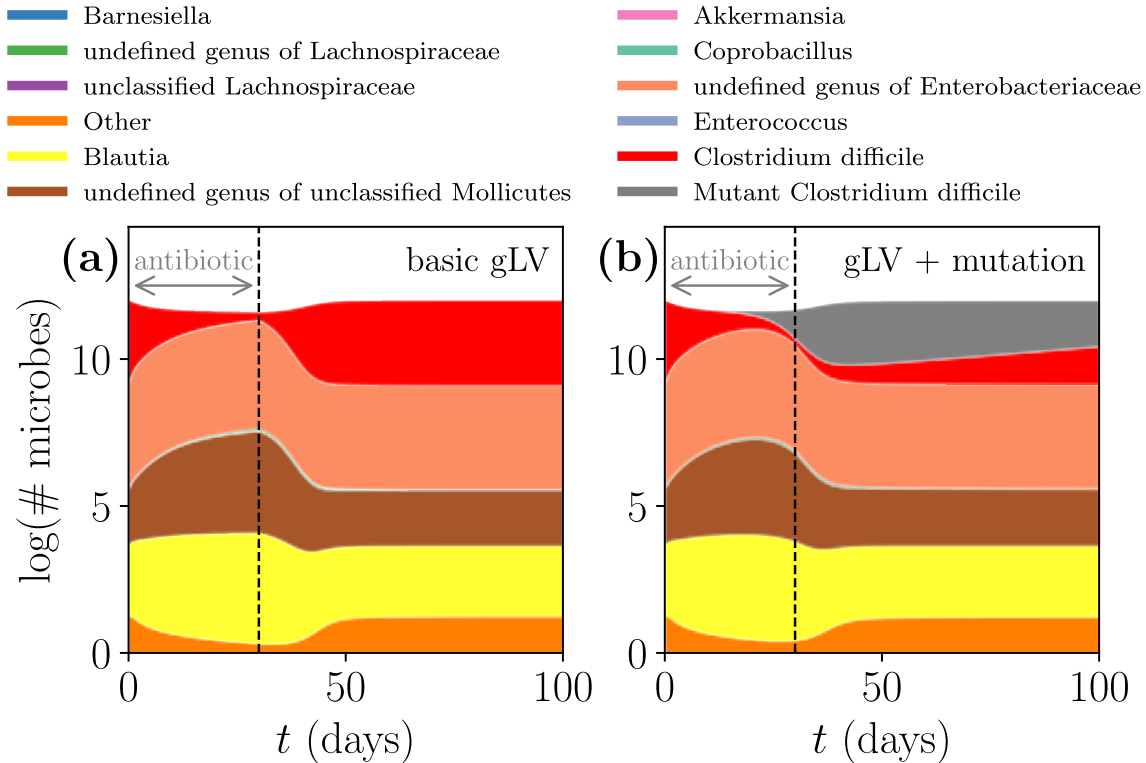 Barnesiella
undefined genus of Lachnospiraceae
unclassified Lachnospiraceae
Other
Blautia
undefined genus of unclassified Mollicutes
Akkermansia
Coprobacillus
undefined genus of Enterobacteriaceae
Enterococcus
Clostridium difficile
Mutant Clostridium difficile
(a)
antibiotic
basic gLV
log(# microbes)
10
5
0
0
50
100
t (days)
(b)
antibiotic
gLV + mutation
10
5
0
0
50
100
t (days)